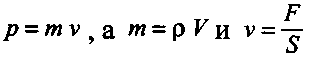 p = m v , а m = ρ V и v = F/S